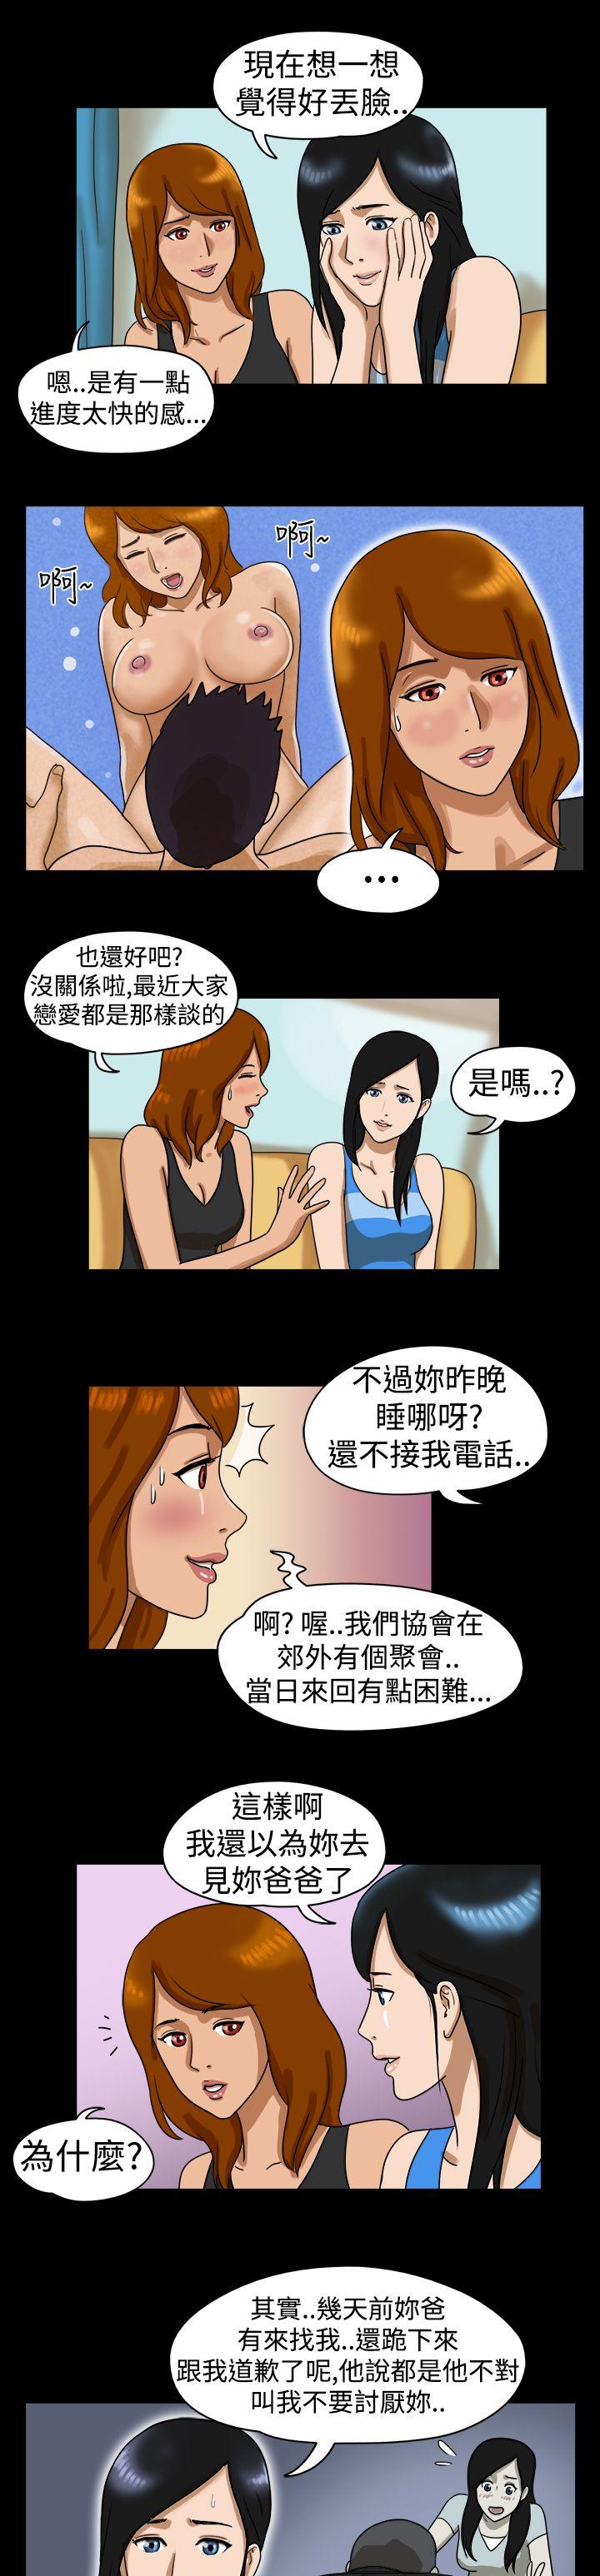 現在想一想
覺得好丟臉..
嗯..是有一點
進度太快的感...
啊~
啊~
...
也還好吧?
沒關係啦,最近大家
戀愛都是那樣談的
是嗎..?
不過妳昨晚
睡哪呀?
還不接我電話..
啊? 喔..我們協會在
郊外有個聚會..
當日來回有點困難...
這樣啊
我還以為妳去
見妳爸爸了
為什麼?
其實..幾天前妳爸
有來找我..還跪下來
跟我道歉了呢,他說都是他不對
叫我不要討厭妳..